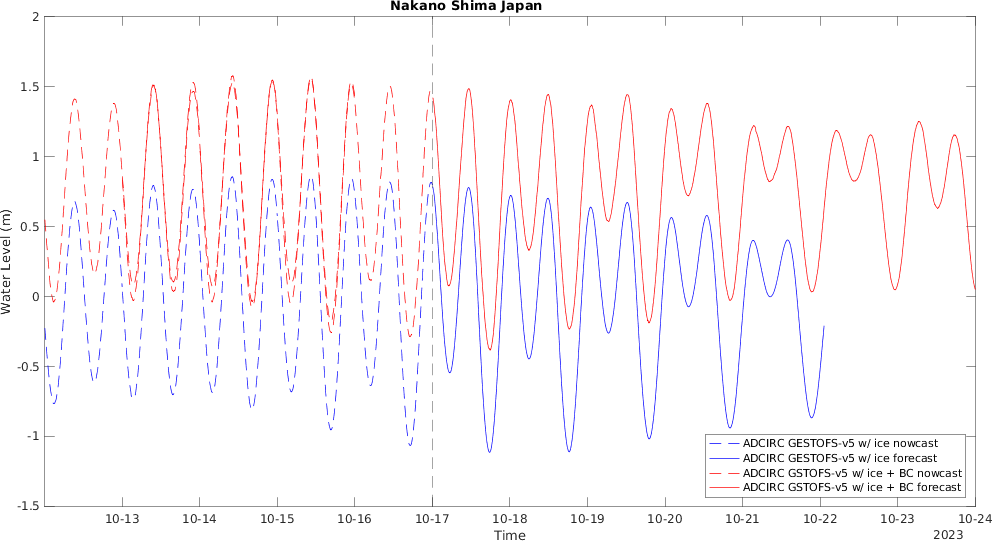 Nakano Shima Japan
2
1.5
1
0.5
0
-0.5
-1
-1.5
Water Level (m)
10-13 10-14 10-15 10-16 10-17 10-18 10-19 10-20 10-21 10-22 10-23 10-24
Time
2023
ADCIRC GESTOFS-v5 w/ ice nowcast
ADCIRC GESTOFS-v5 w/ ice forecast
ADCIRC GSTOFS-v5 w/ ice + BC nowcast
ADCIRC GSTOFS-v5 w/ ice + BC forecast